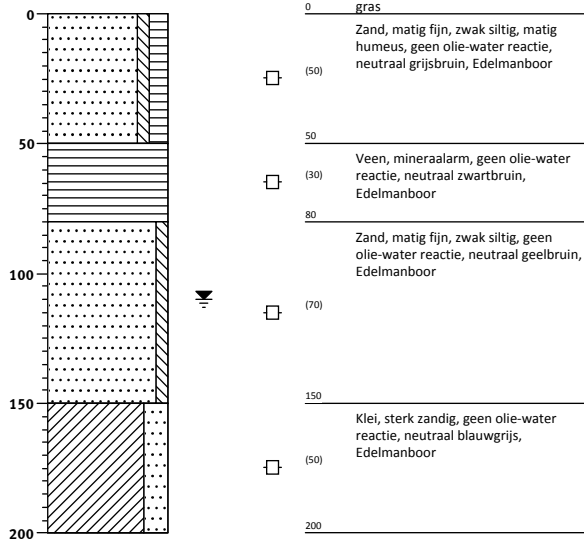 0
50
100
150
200
0 gras
Zand, matig fijn, zwak siltig, matig
humeus, geen olie-water reactie,
neutraal grijsbruin, Edelmanboor
(50)
50
Veen, mineraalarm, geen olie-water
reactie, neutraal zwartbruin,
Edelmanboor
(30)
80
Zand, matig fijn, zwak siltig, geen
olie-water reactie, neutraal geelbruin,
Edelmanboor
(70)
150
Klei, sterk zandig, geen olie-water
reactie, neutraal blauwgrijs,
Edelmanboor
(50)
200